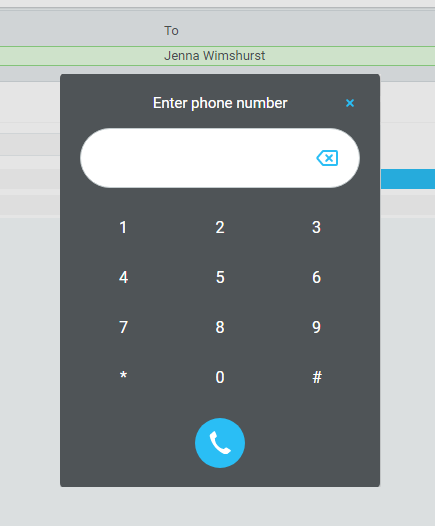 To
Jenna Wimshurst
Enter phone number ×
1 2 3
4 5 6
7 8 9
* 0 #